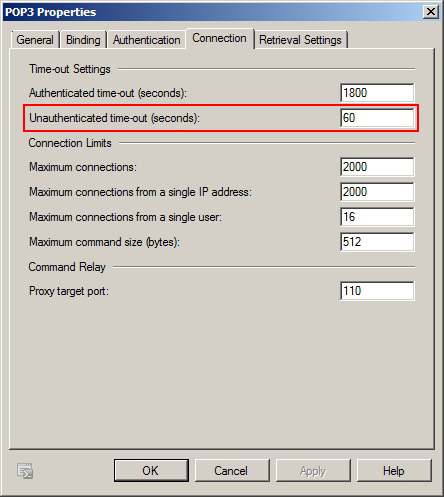 POP3 Properties
General Binding Authentication Connection Retrieval Settings
Time-out Settings
Authenticated time-out (seconds): 1800
Unauthenticated time-out (seconds): 60
Connection Limits
Maximum connections: 2000
Maximum connections from a single IP address: 2000
Maximum connections from a single user: 16
Maximum command size (bytes): 512
Command Relay
Proxy target port: 110
OK Cancel Apply Help